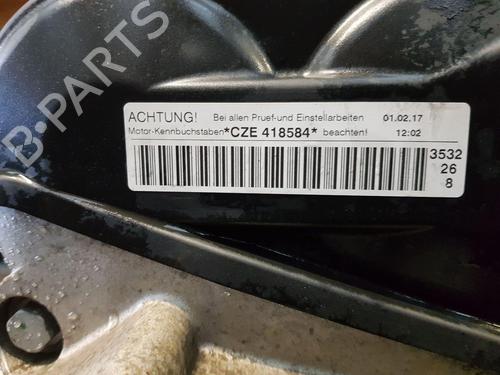 B-PARTS
ACHTUNG! Bei allen Pruef-und Einstellarbeiten 01.02.17
Motor-Kennbuchstaben *CZE 418584* beachten! 12:02
3532
26
8